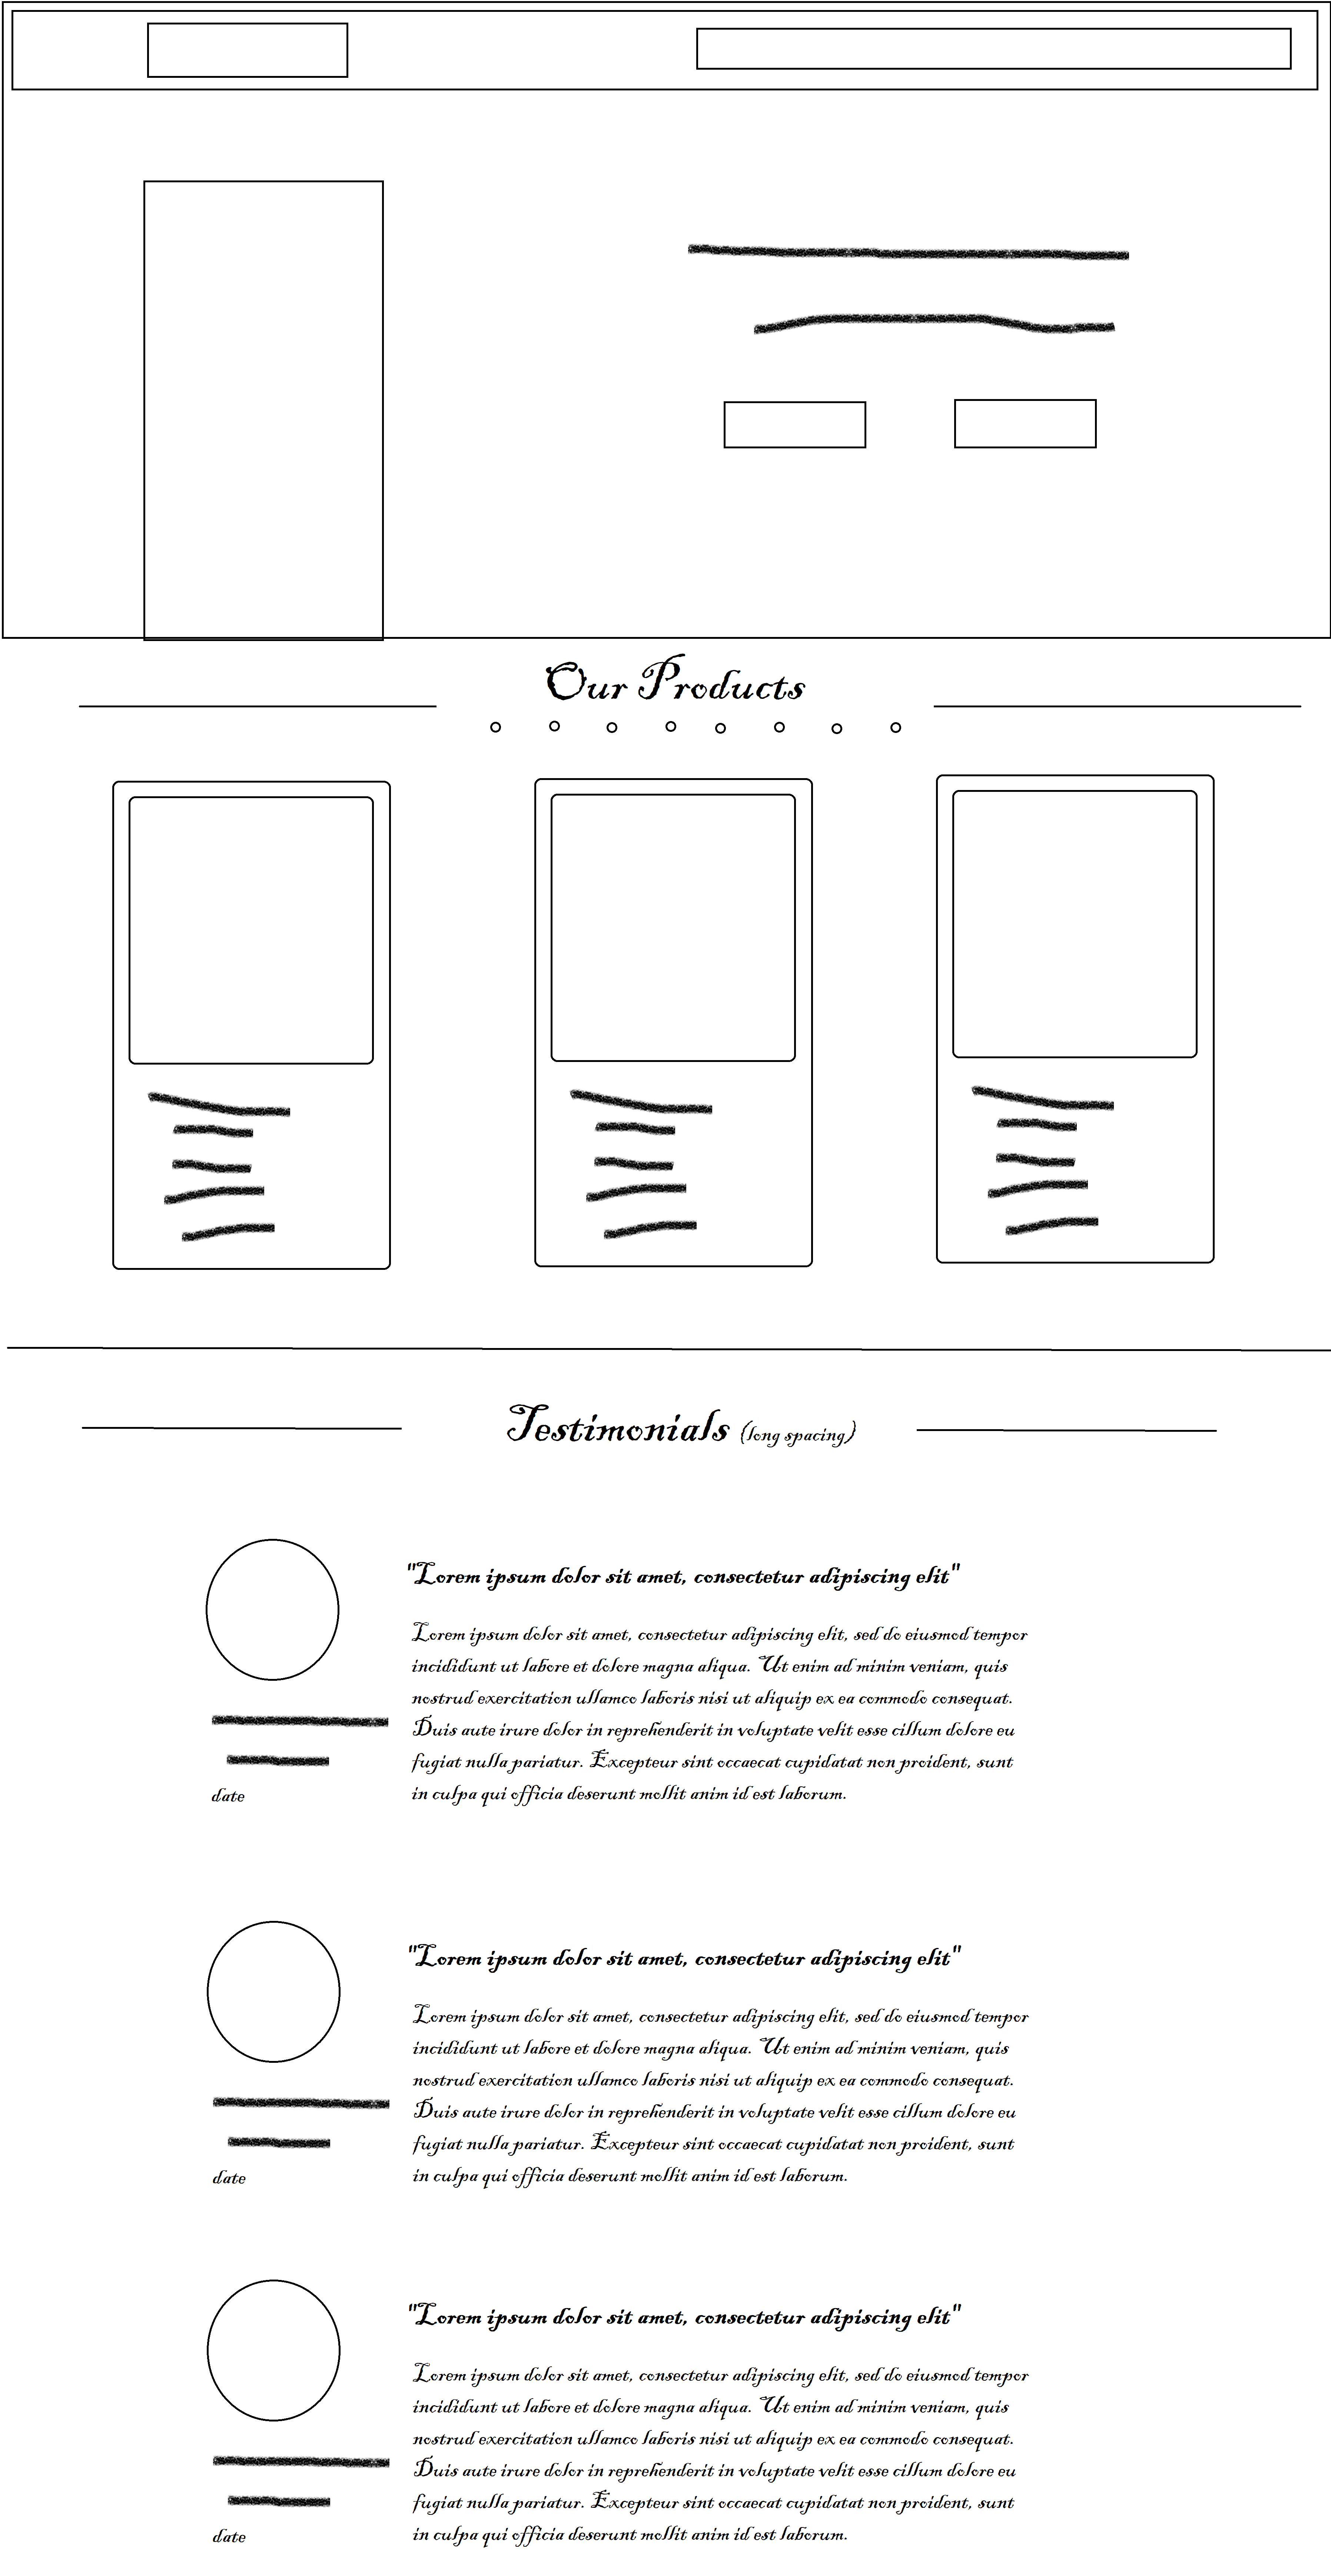 Our Products
Testimonials (long spacing)
"Lorem ipsum dolor sit amet, consectetur adipiscing elit"
Lorem ipsum dolor sit amet, consectetur adipiscing elit, sed do eiusmod tempor
incididunt ut labore et dolore magna aliqua. Ut enim ad minim veniam, quis
nostrud exercitation ullamco laboris nisi ut aliquip ex ea commodo consequat.
Duis aute irure dolor in reprehenderit in voluptate velit esse cillum dolore eu
fugiat nulla pariatur. Excepteur sint occaecat cupidatat non proident, sunt
in culpa qui officia deserunt mollit anim id est laborum.
date
"Lorem ipsum dolor sit amet, consectetur adipiscing elit"
Lorem ipsum dolor sit amet, consectetur adipiscing elit, sed do eiusmod tempor
incididunt ut labore et dolore magna aliqua. Ut enim ad minim veniam, quis
nostrud exercitation ullamco laboris nisi ut aliquip ex ea commodo consequat.
Duis aute irure dolor in reprehenderit in voluptate velit esse cillum dolore eu
fugiat nulla pariatur. Excepteur sint occaecat cupidatat non proident, sunt
in culpa qui officia deserunt mollit anim id est laborum.
date
"Lorem ipsum dolor sit amet, consectetur adipiscing elit"
Lorem ipsum dolor sit amet, consectetur adipiscing elit, sed do eiusmod tempor
incididunt ut labore et dolore magna aliqua. Ut enim ad minim veniam, quis
nostrud exercitation ullamco laboris nisi ut aliquip ex ea commodo consequat.
Duis aute irure dolor in reprehenderit in voluptate velit esse cillum dolore eu
fugiat nulla pariatur. Excepteur sint occaecat cupidatat non proident, sunt
in culpa qui officia deserunt mollit anim id est laborum.
date